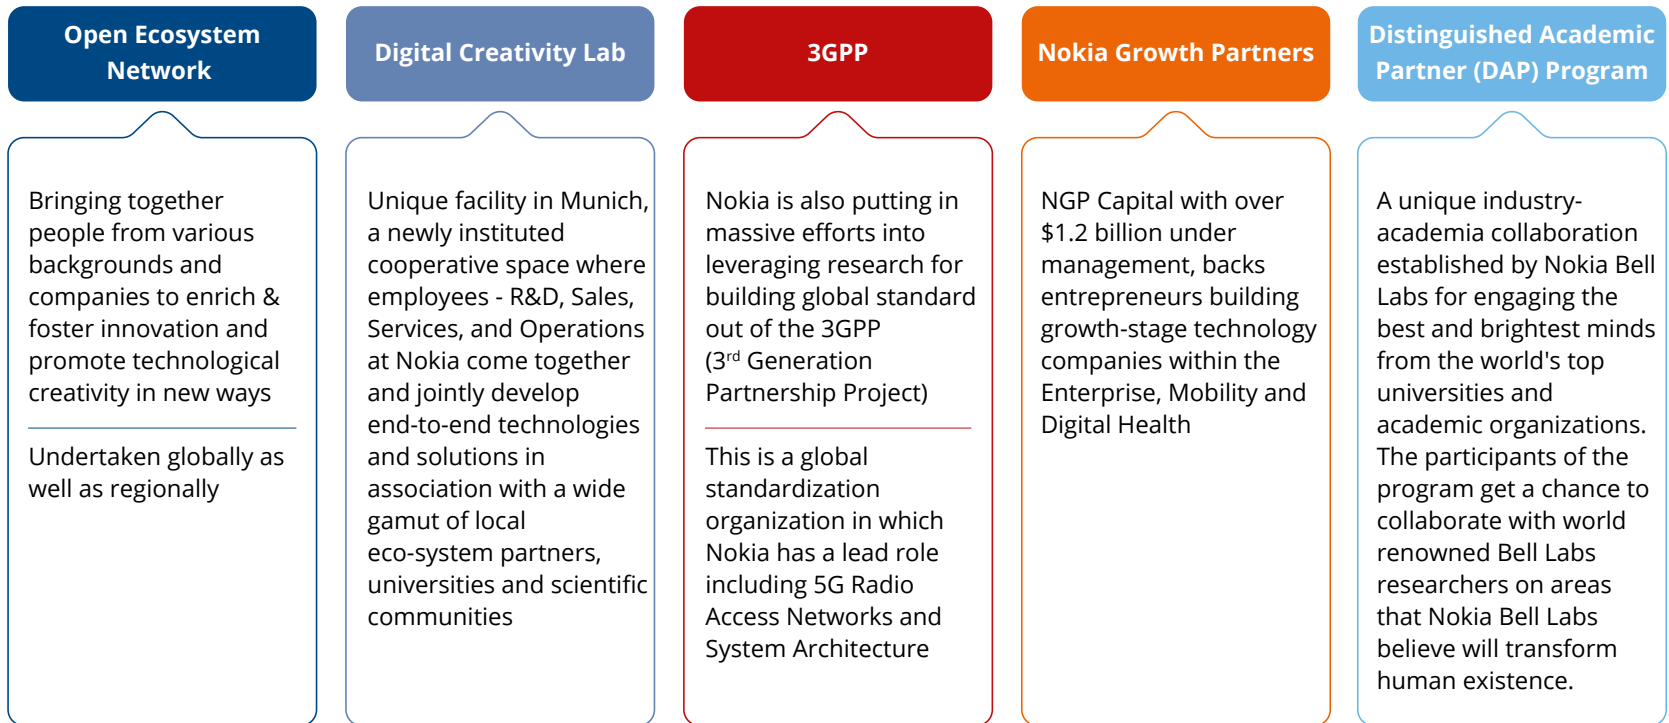 Open Ecosystem
Network
Bringing together
people from various
backgrounds and
companies to enrich &
foster innovation and
promote technological
creativity in new ways
Undertaken globally as
well as regionally
Digital Creativity Lab
Unique facility in Munich,
a newly instituted
cooperative space where
employees - R&D, Sales,
Services, and Operations
at Nokia come together
and jointly develop
end-to-end technologies
and solutions in
association with a wide
gamut of local
eco-system partners,
universities and scientific
communities
3GPP
Nokia is also putting in
massive efforts into
leveraging research for
building global standard
out of the 3GPP
(3rd Generation
Partnership Project)
This is a global
standardization
organization in which
Nokia has a lead role
including 5G Radio
Access Networks and
System Architecture
Nokia Growth Partners
NGP Capital with over
$1.2 billion under
management, backs
entrepreneurs building
growth-stage technology
companies within the
Enterprise, Mobility and
Digital Health
Distinguished Academic
Partner (DAP) Program
A unique industry-
academia collaboration
established by Nokia Bell
Labs for engaging the
best and brightest minds
from the world's top
universities and
academic organizations.
The participants of the
program get a chance to
collaborate with world
renowned Bell Labs
researchers on areas
that Nokia Bell Labs
believe will transform
human existence.